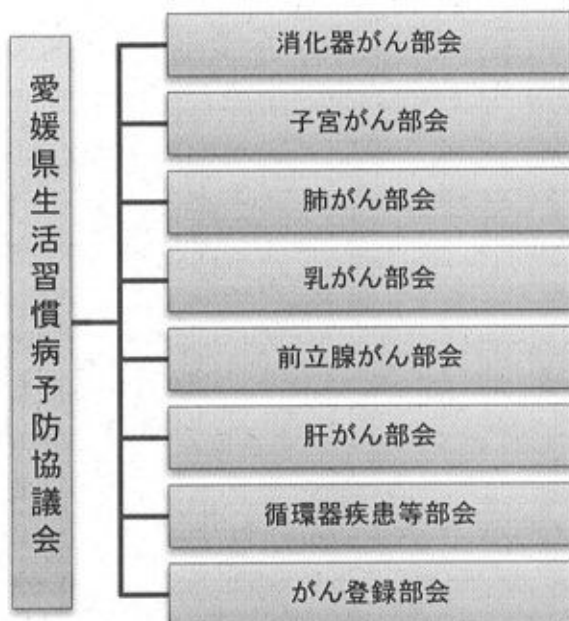 愛媛県生活習慣病予防協議会
消化器がん部会
子宮がん部会
肺がん部会
乳がん部会
前立腺がん部会
肝がん部会
循環器疾患等部会
がん登録部会